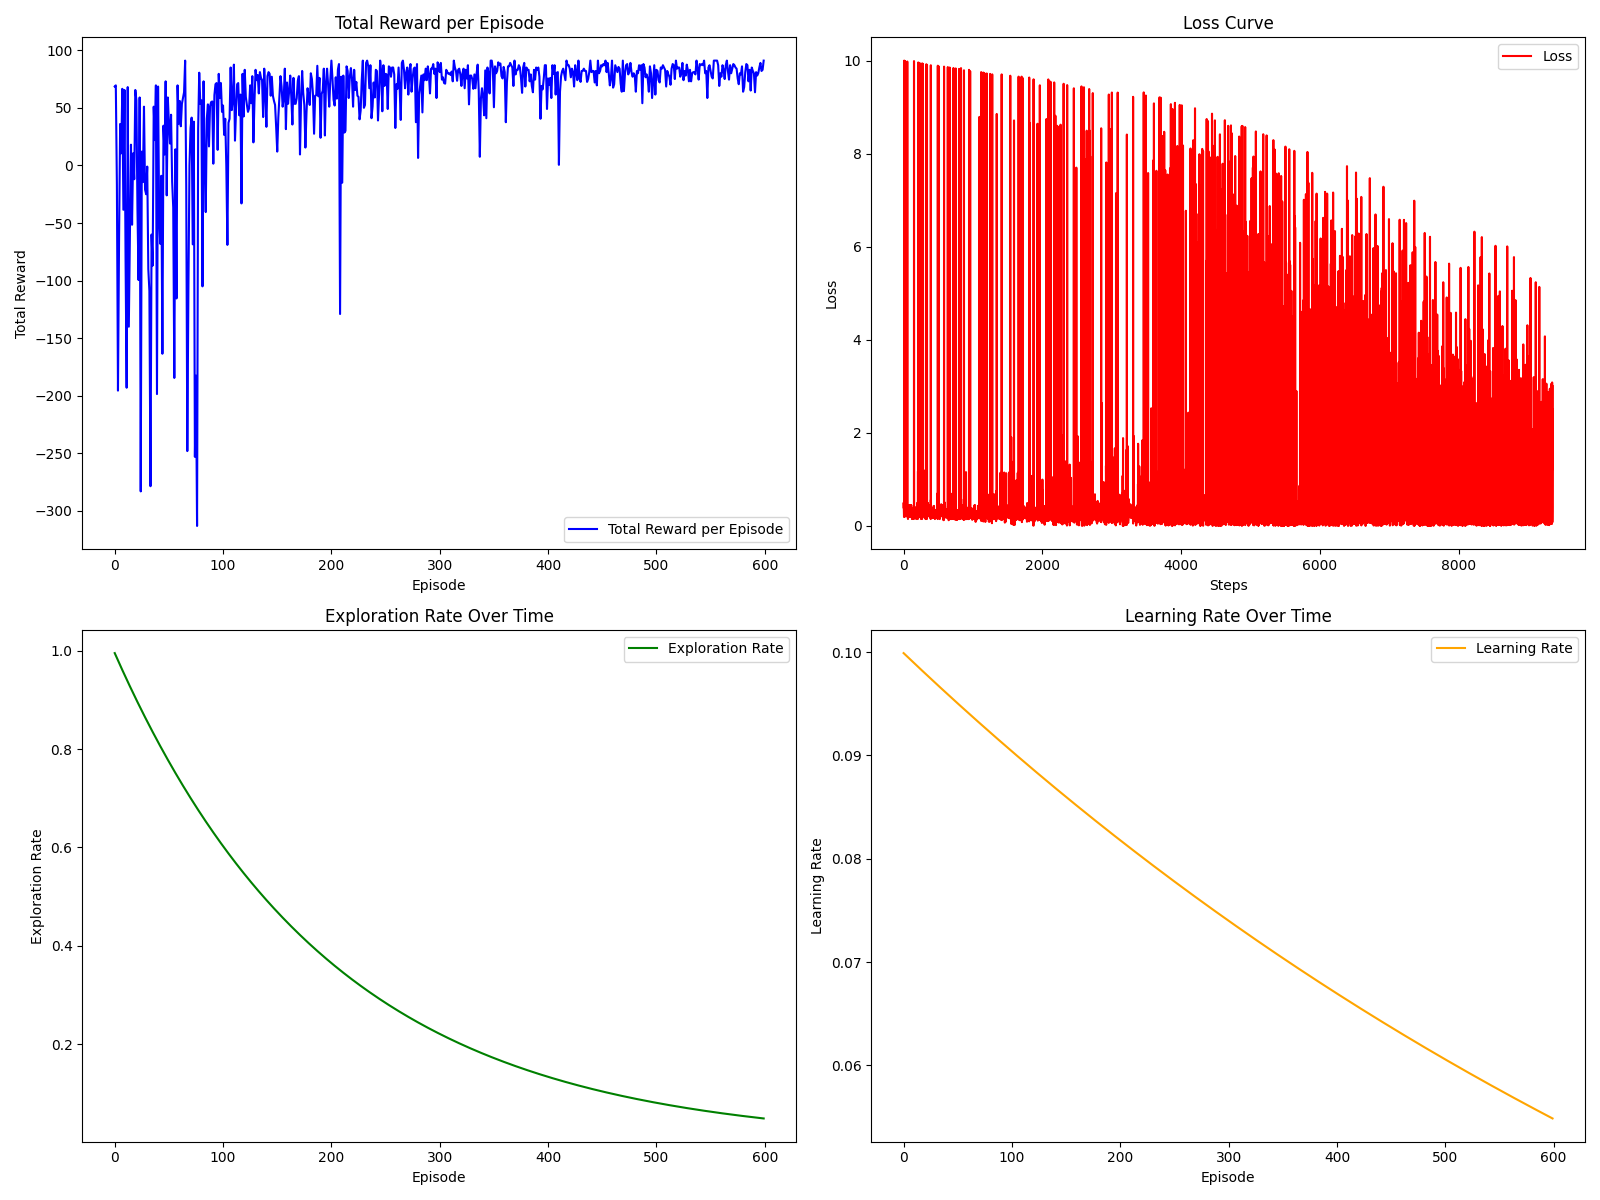 Total Reward per Episode
Total Reward
100
50
0
−50
−100
−150
−200
−250
−300
Total Reward per Episode
0 100 200 300 400 500 600
Episode
Loss Curve
Loss
10
8
6
4
2
0
Loss
0 2000 4000 6000 8000
Steps
Exploration Rate Over Time
Exploration Rate
1.0
0.8
0.6
0.4
0.2
Exploration Rate
0 100 200 300 400 500 600
Episode
Learning Rate Over Time
Learning Rate
0.10
0.09
0.08
0.07
0.06
Learning Rate
0 100 200 300 400 500 600
Episode